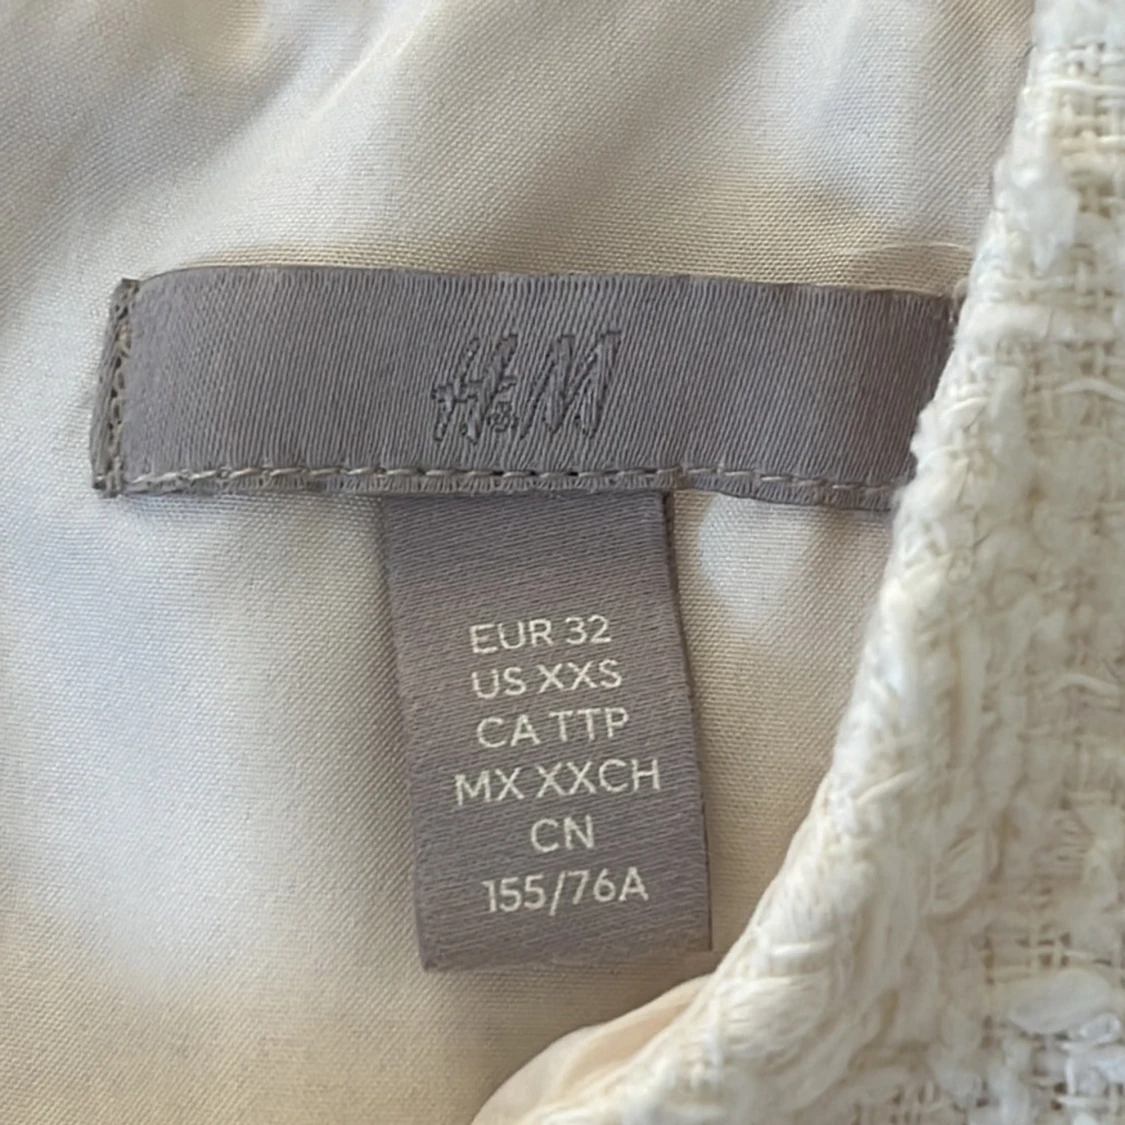 H&M
EUR 32
US XXS
CA TTP
MX XXCH
CN
155/76A